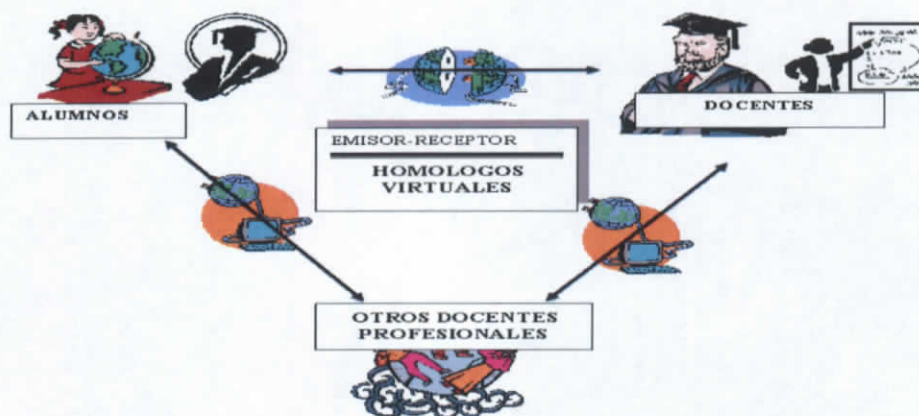 ALUMNOS
DOCENTES
EMISOR-RECEPTOR
HOMOLOGOS
VIRTUALES
OTROS DOCENTES
PROFESIONALES